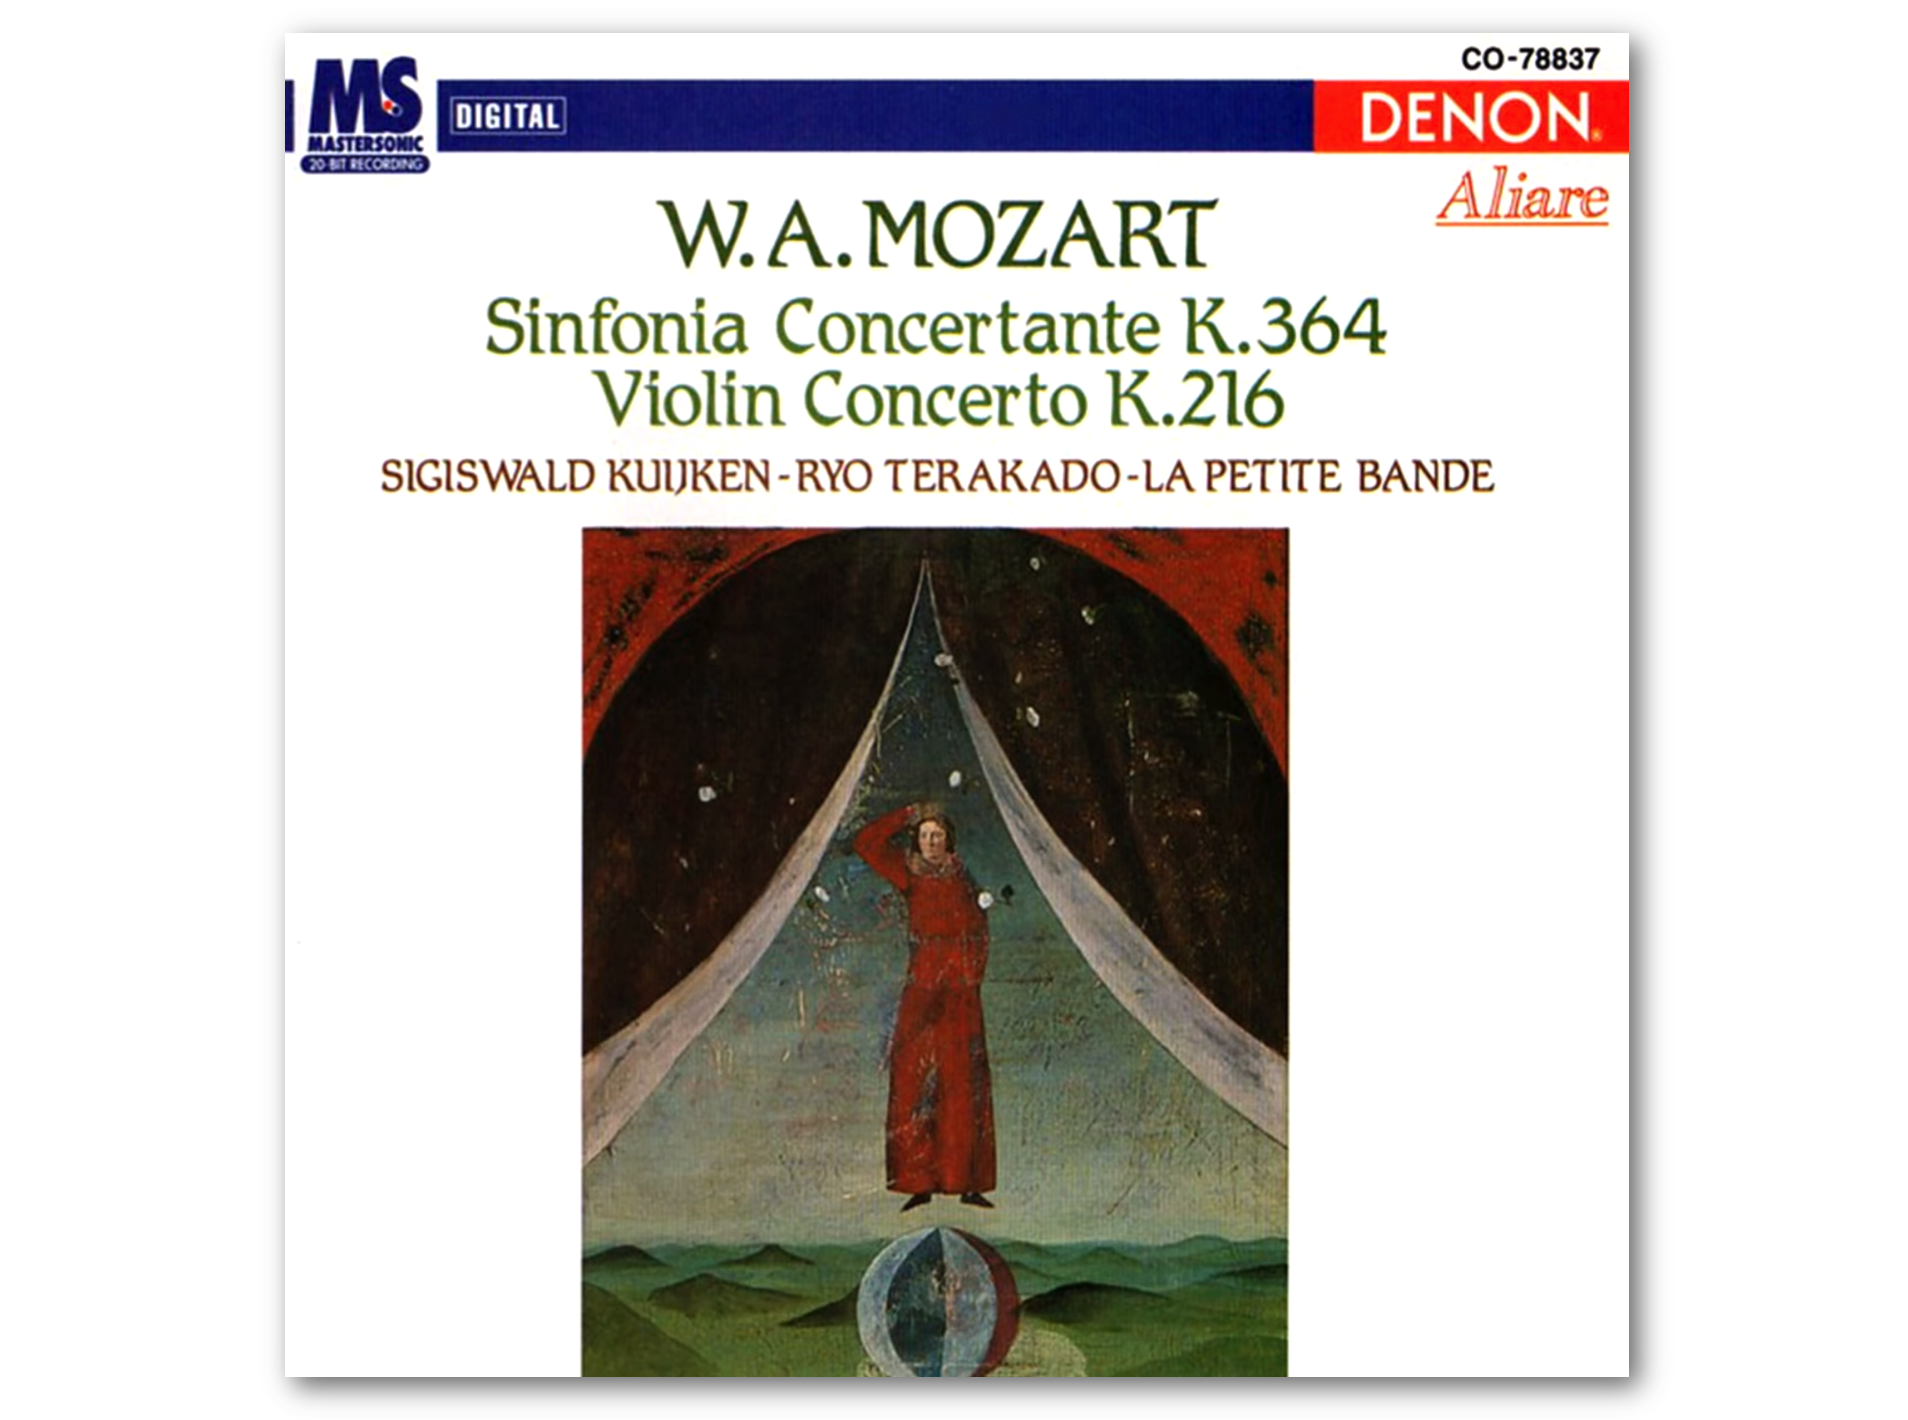 CO-78837
MS
MASTERSONIC
20-BIT RECORDING
DIGITAL
DENON®
Aliare
W. A. MOZART
Sinfonia Concertante K.364
Violin Concerto K.216
SIGISWALD KUIJKEN-RYO TERAKADO-LA PETITE BANDE